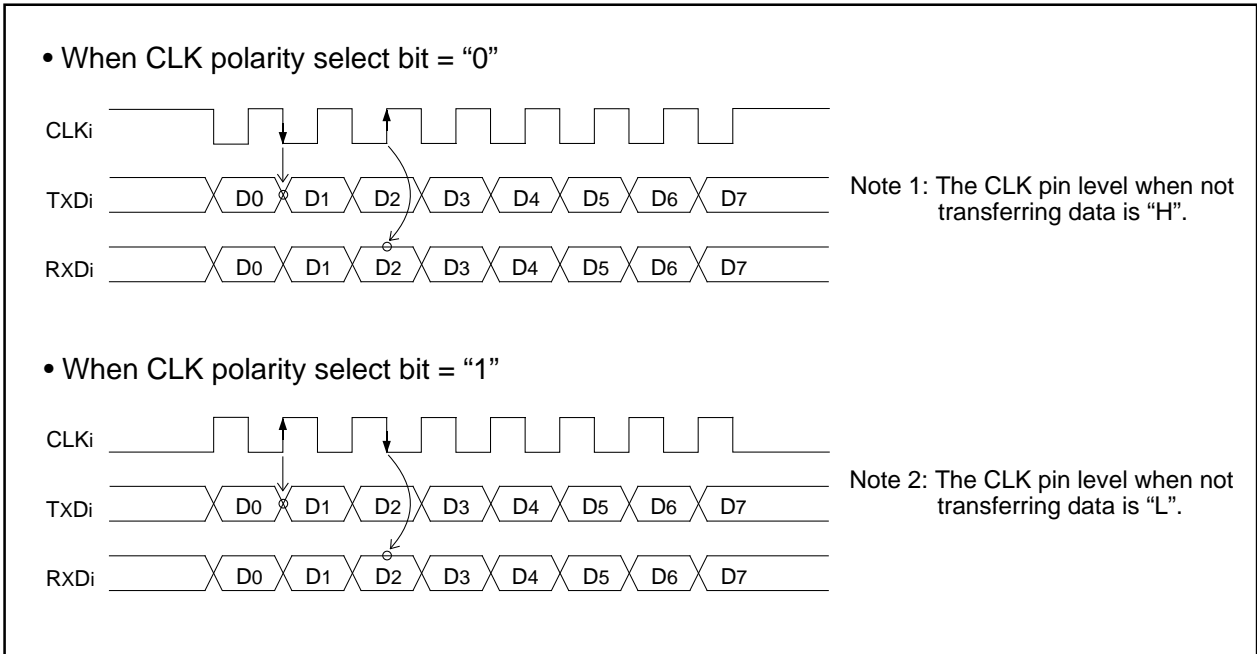 • When CLK polarity select bit = “0”
CLKi
TXDi D0 D1 D2 D3 D4 D5 D6 D7
RXDi D0 D1 D2 D3 D4 D5 D6 D7
Note 1: The CLK pin level when not
transferring data is “H”.
• When CLK polarity select bit = “1”
CLKi
TXDi D0 D1 D2 D3 D4 D5 D6 D7
RXDi D0 D1 D2 D3 D4 D5 D6 D7
Note 2: The CLK pin level when not
transferring data is “L”.